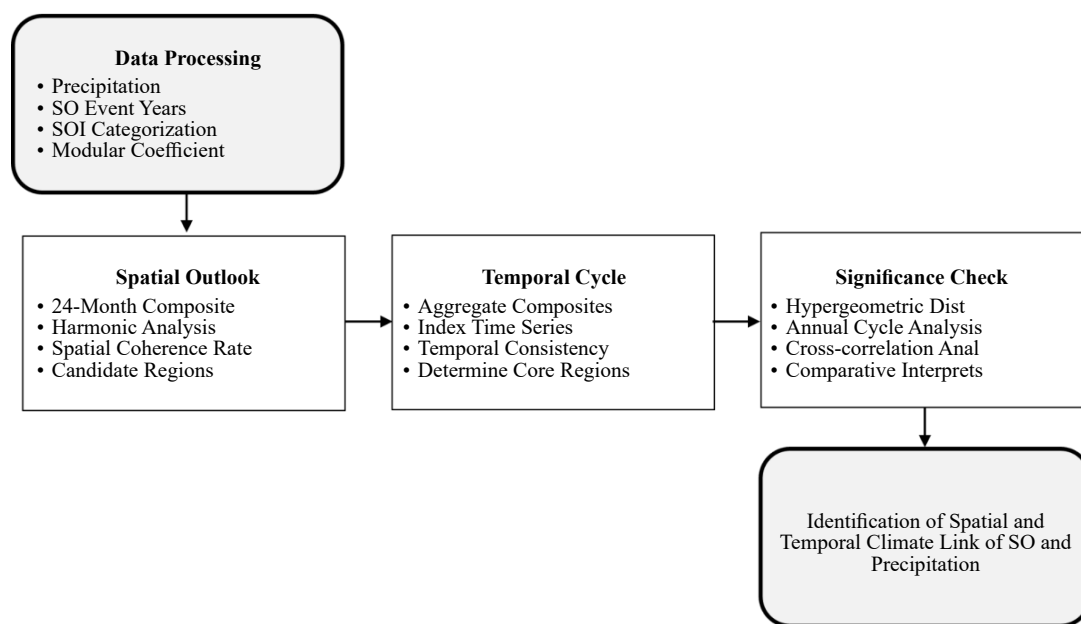 Data Processing
• Precipitation
• SO Event Years
• SOI Categorization
• Modular Coefficient
Spatial Outlook
• 24-Month Composite
• Harmonic Analysis
• Spatial Coherence Rate
• Candidate Regions
Temporal Cycle
• Aggregate Composites
• Index Time Series
• Temporal Consistency
• Determine Core Regions
Significance Check
• Hypergeometric Dist
• Annual Cycle Analysis
• Cross-correlation Anal
• Comparative Interprets
Identification of Spatial and
Temporal Climate Link of SO and
Precipitation